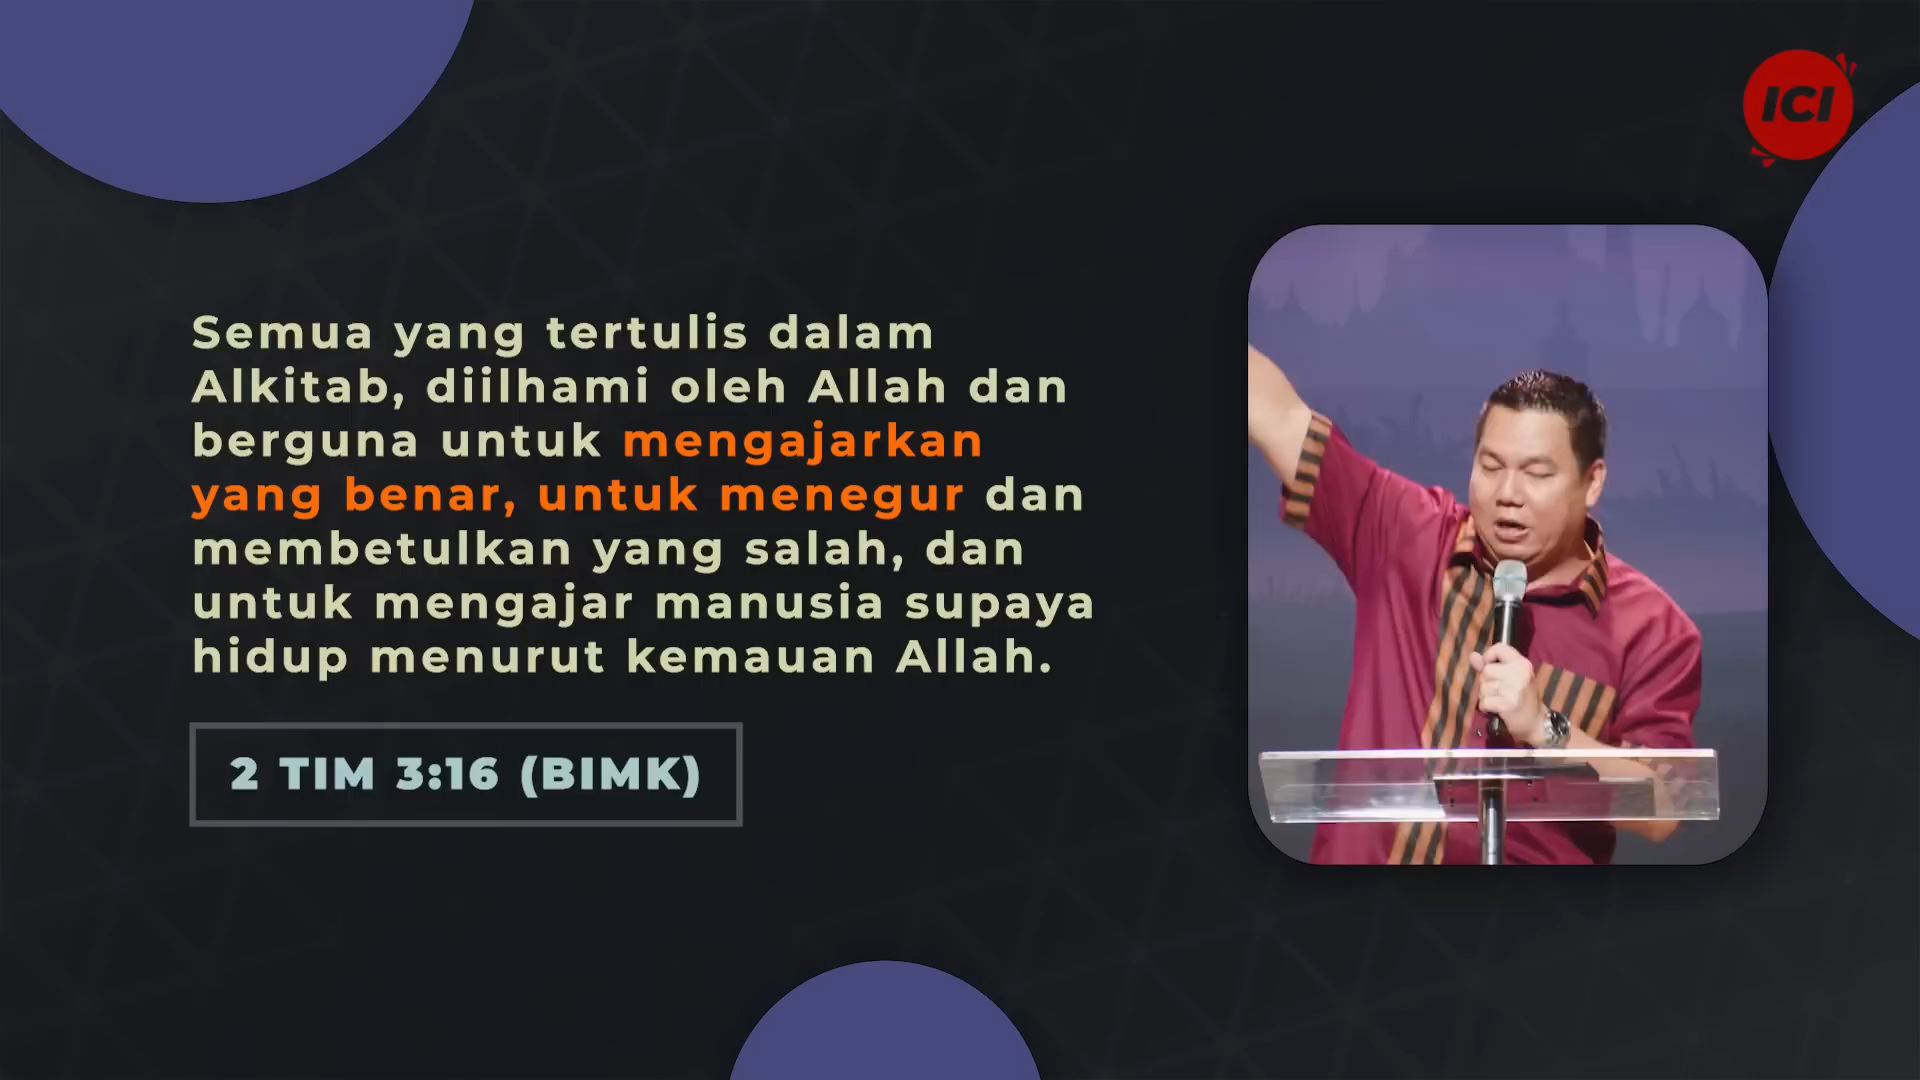 ICI
Semua yang tertulis dalam
Alkitab, diilhami oleh Allah dan
berguna untuk mengajarkan
yang benar, untuk menegur dan
membetulkan yang salah, dan
untuk mengajar manusia supaya
hidup menurut kemauan Allah.
2 TIM 3:16 (BIMK)